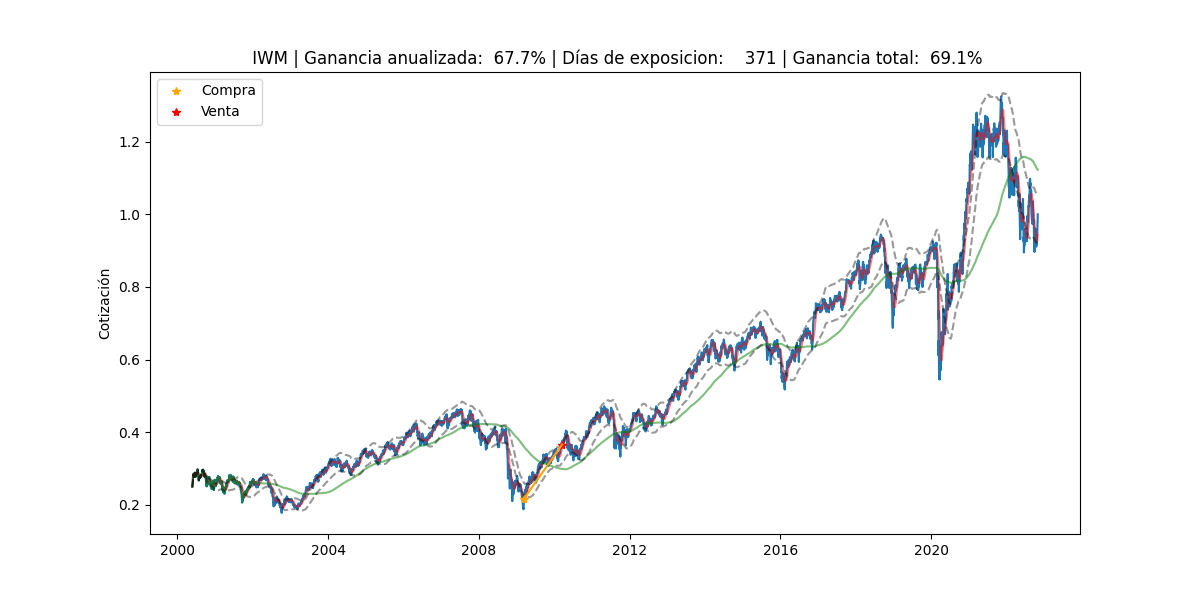 IWM | Ganancia anualizada: 67.7% | Días de exposicion: 371 | Ganancia total: 69.1%
Compra
Venta
Cotización
1.2
1.0
0.8
0.6
0.4
0.2
2000 2004 2008 2012 2016 2020